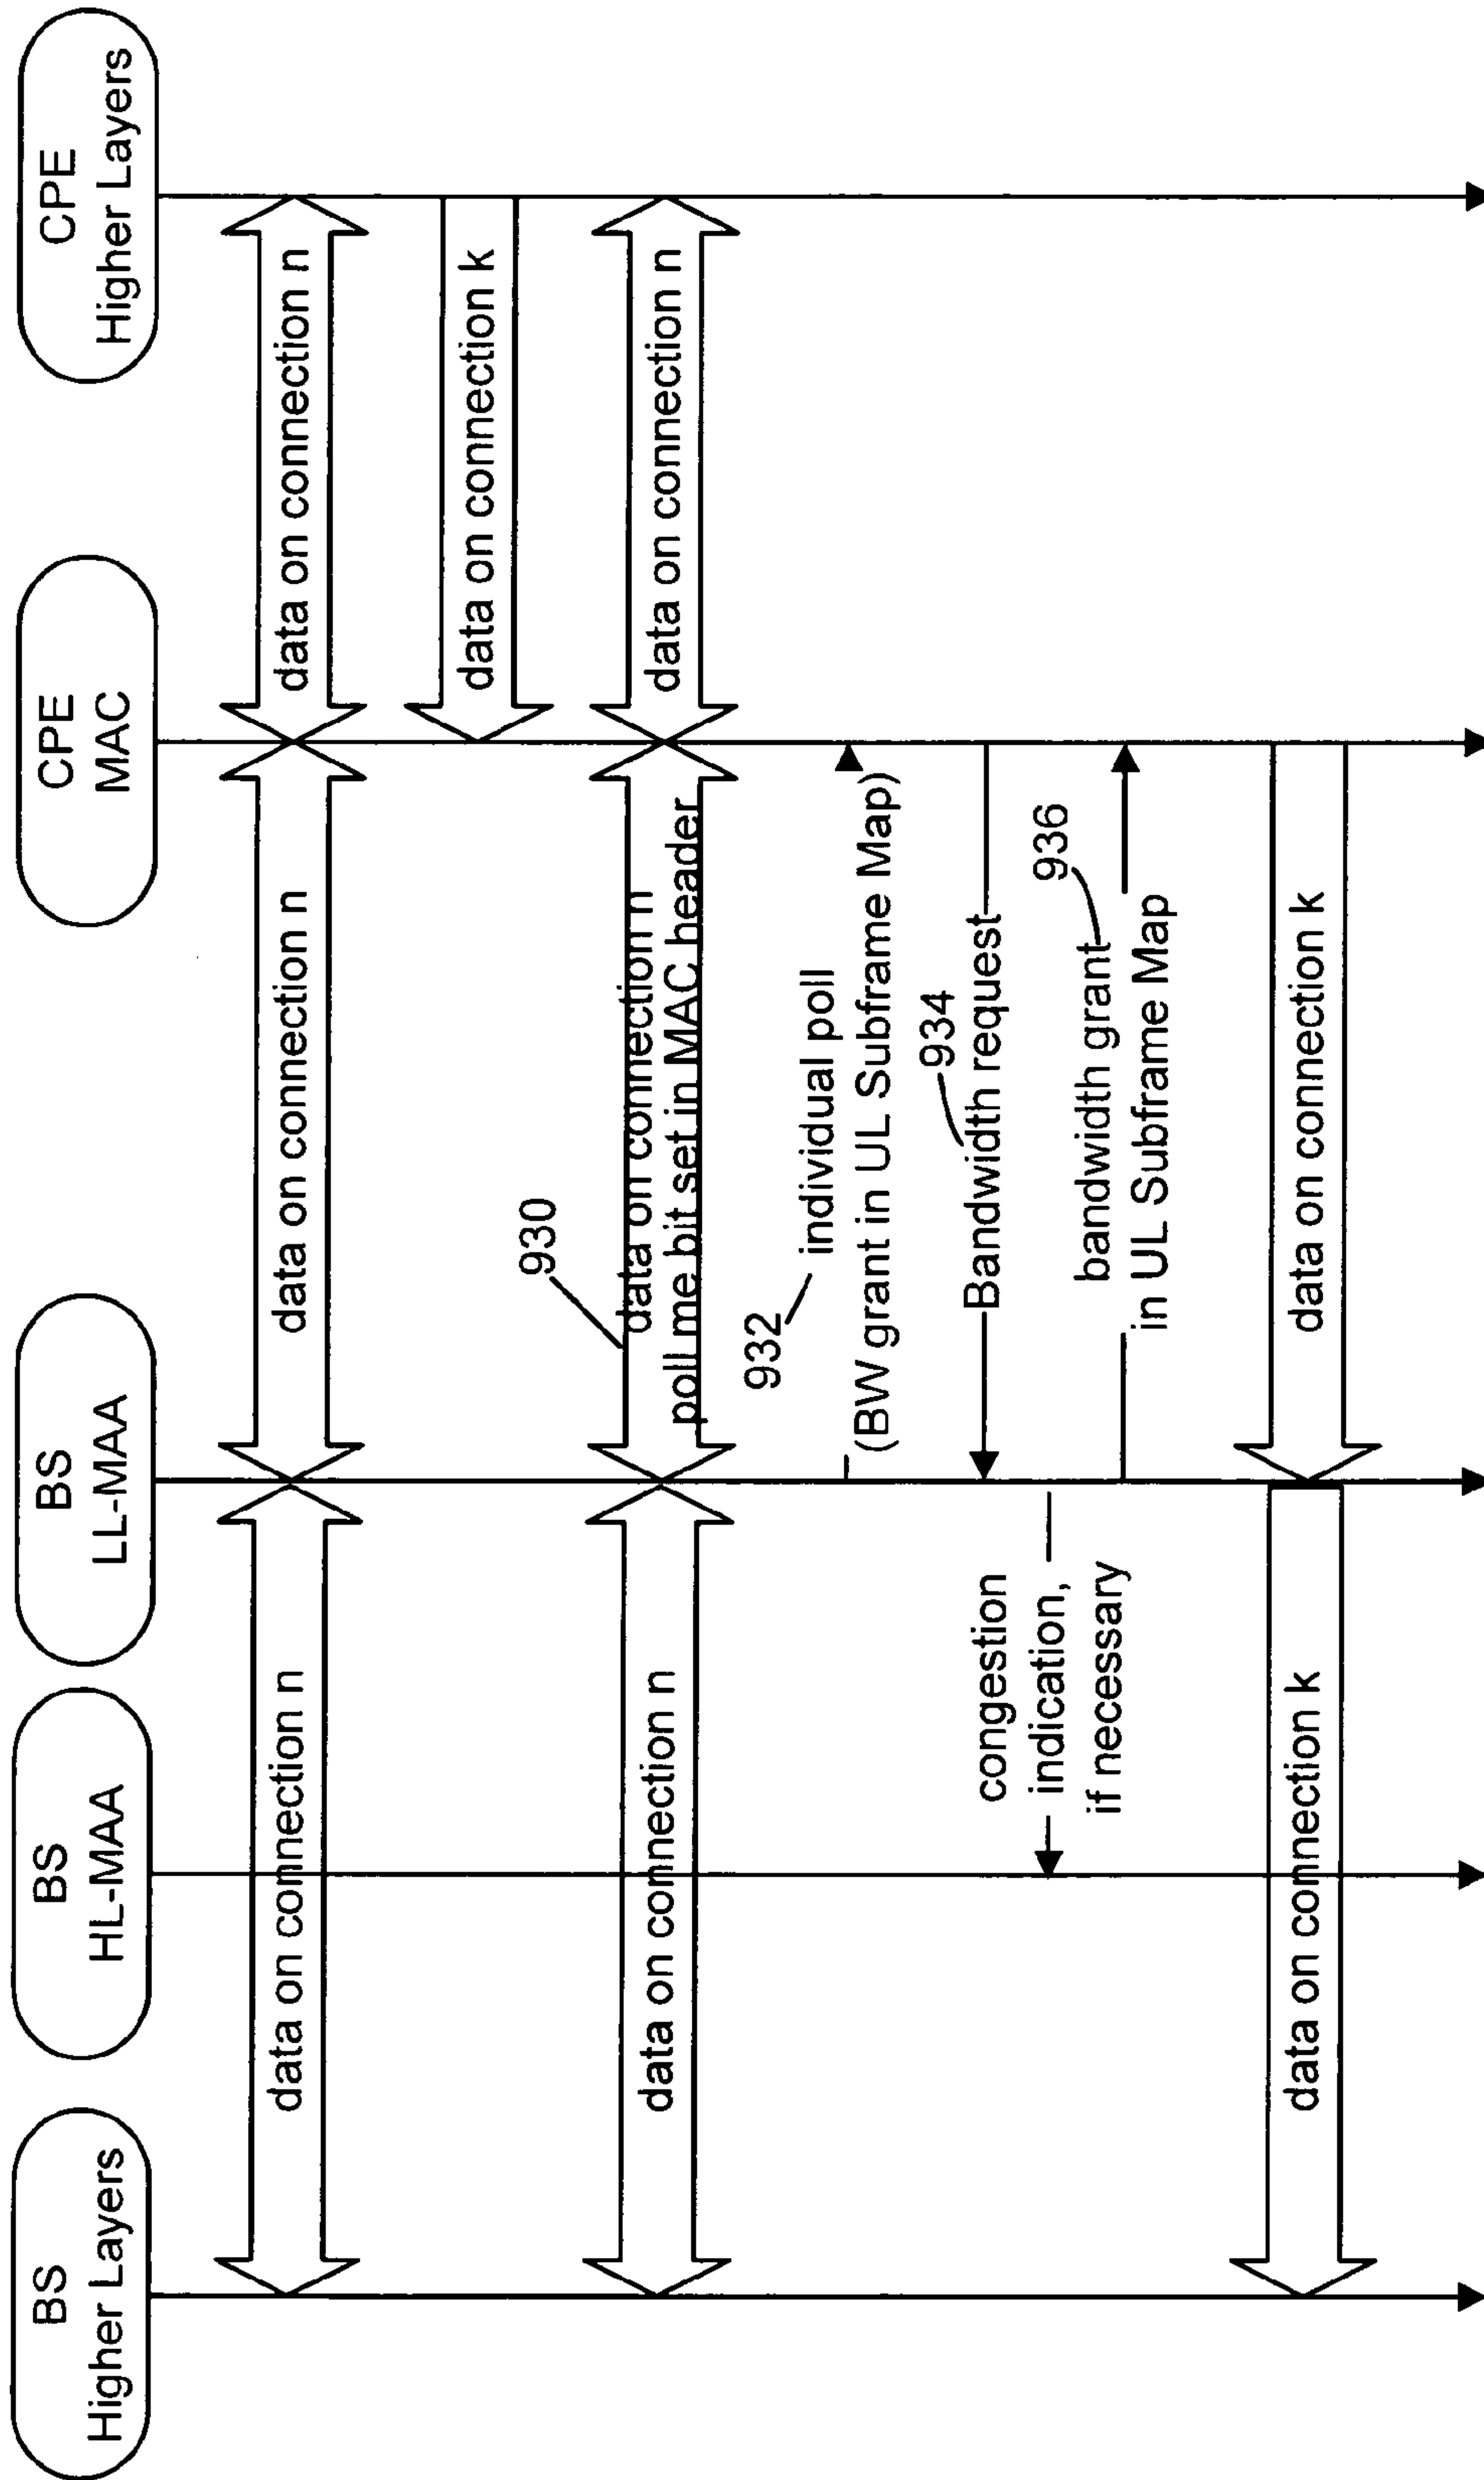 BS
Higher Layers
BS
HL-MAA
BS
LL-MAA
CPE
MAC
CPE
Higher Layers
data on connection n
data on connection n
data on connection n
data on connection k
930
data on connection n
data on connection n
poll me bit set in MAC header
data on connection n
932
individual poll
(BW grant in UL Subframe Map)
934
Bandwidth request
congestion
indication,
if necessary
936
bandwidth grant
in UL Subframe Map
data on connection k
data on connection k